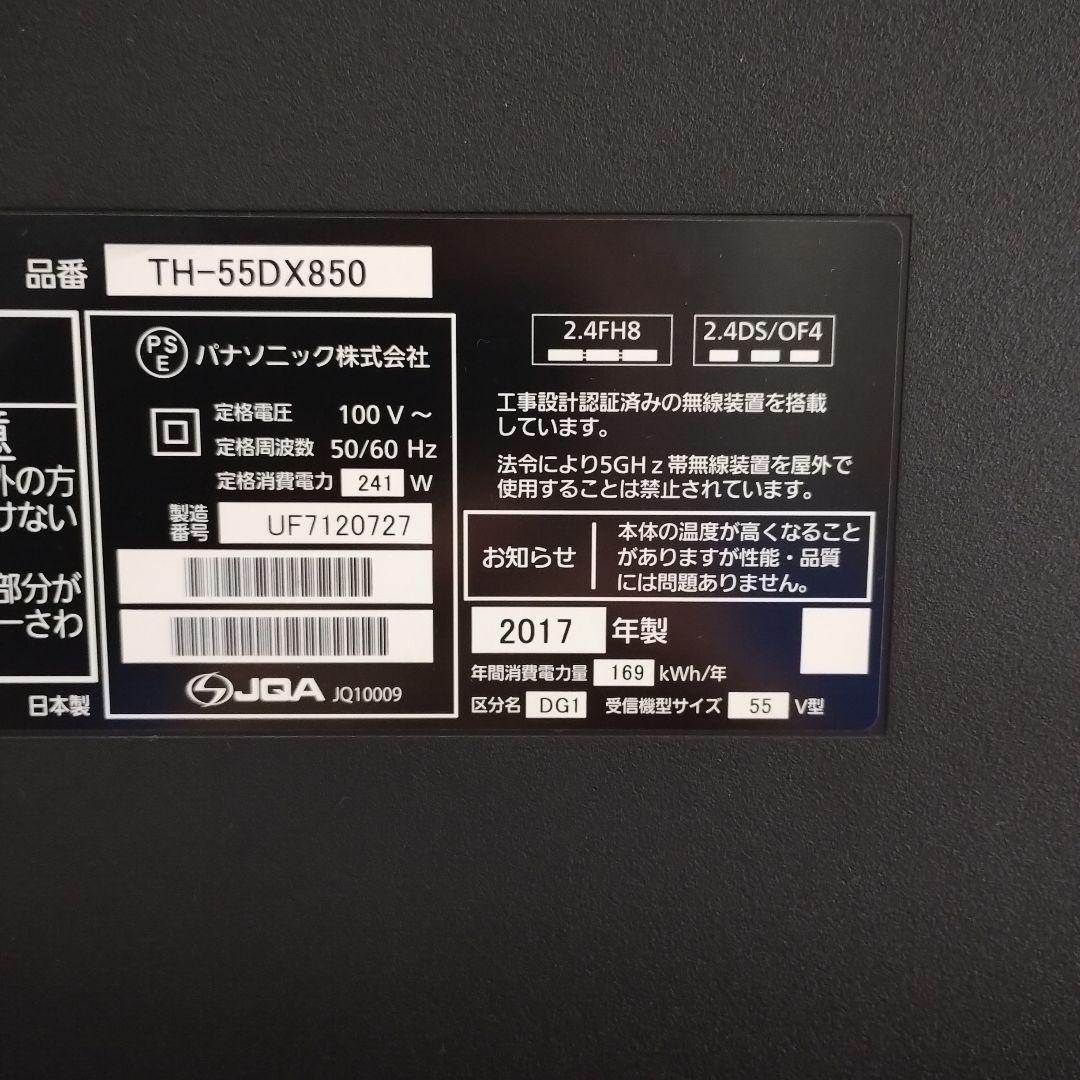 品番 TH-55DX850
意
外の方
けない
部分が
ーさわ
日本製
PS
E
パナソニック株式会社
定格電圧 100 V ～
定格周波数 50/60 Hz
定格消費電力 241 W
製造
番号 UF7120727
JQA JQ10009
2.4FH8
2.4DS/OF4
工事設計認証済みの無線装置を搭載
しています。
法令により5GHｚ帯無線装置を屋外で
使用することは禁止されています。
お知らせ
本体の温度が高くなること
がありますが性能・品質
には問題ありません。
2017 年製
年間消費電力量 169 kWh/年
区分名 DG1 受信機型サイズ 55 V型